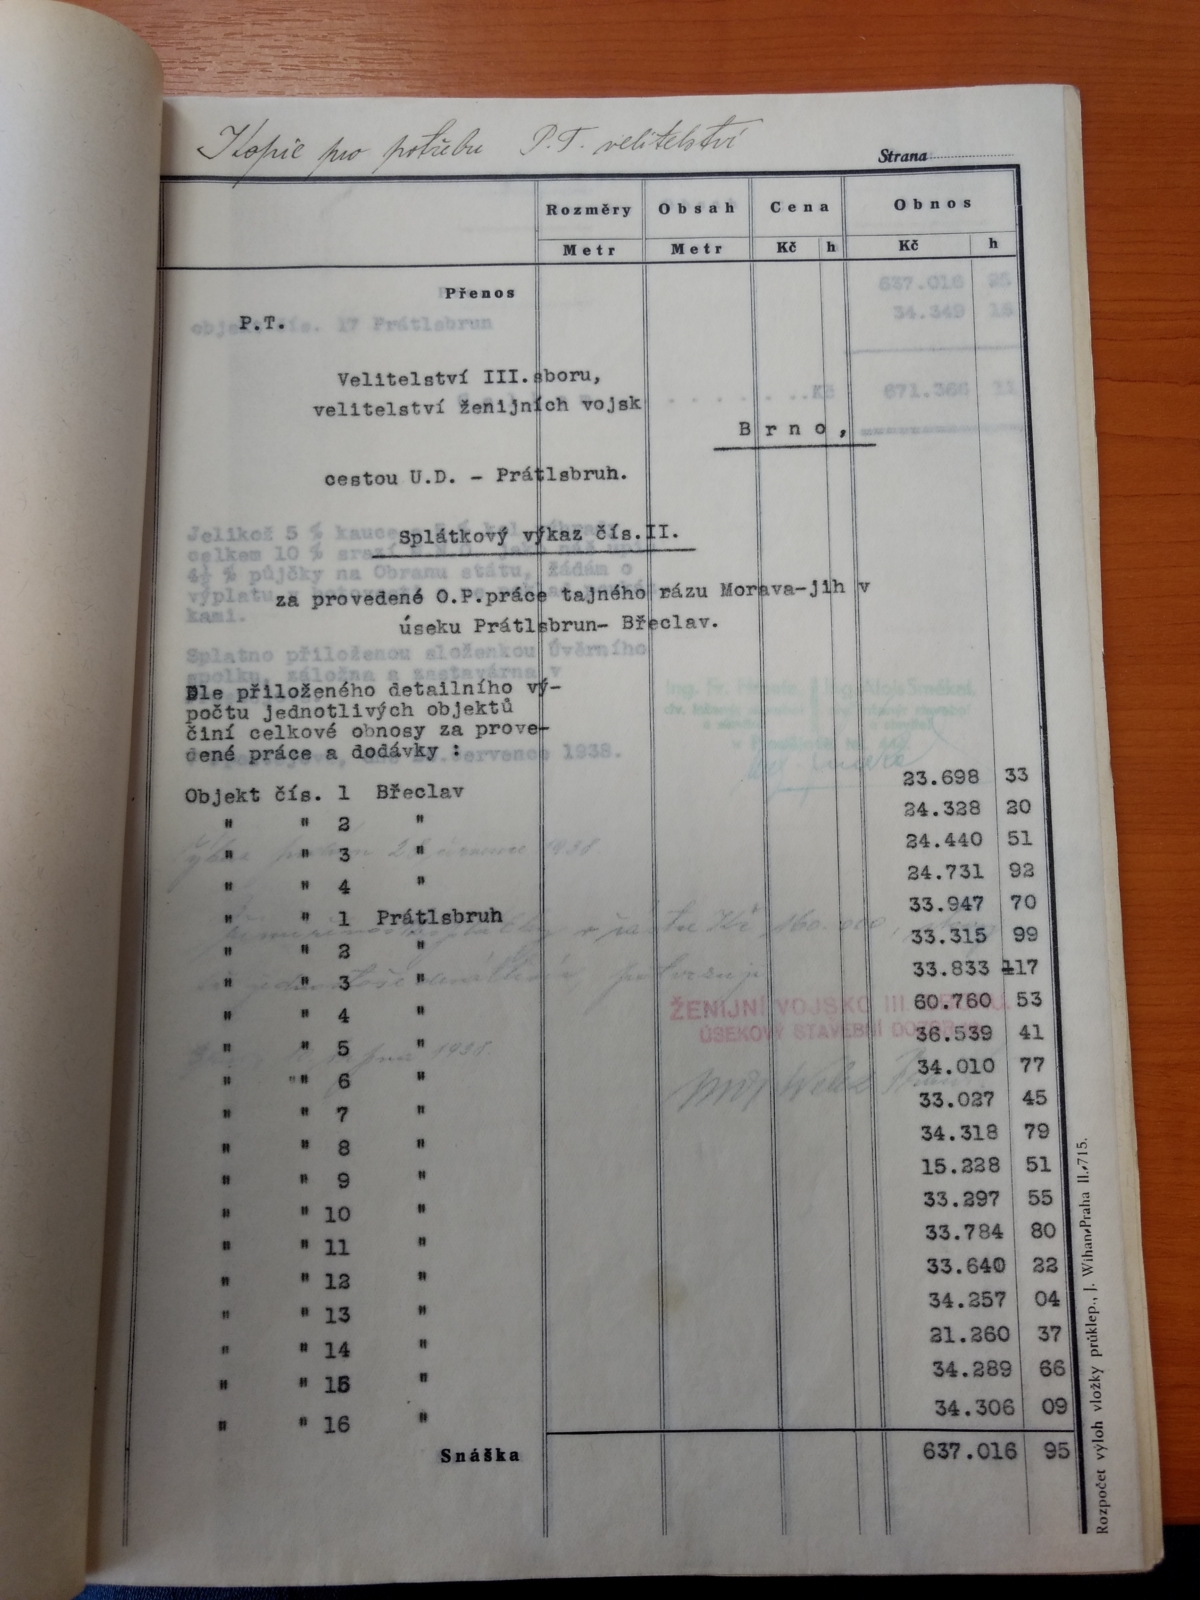 Kopie pro potřebu P.T. velitelství
Strana
Rozměry Obsah Cena Obnos
Metr Metr Kč h Kč h
Přenos
P.T.
Velitelství III.sboru,
velitelství ženijních vojsk
Brno,
cestou U.D. - Prátlsbruh.
Splátkový výkaz čís.II.
za provedené O.P.práce tajného rázu Morava-jih v
úseku Prátlsbrun- Břeclav.
Dle přiloženého detailního vý-
počtu jednotlivých objektů
činí celkové obnosy za prove-
dené práce a dodávky :
Objekt čís. 1 Břeclav 23.698 33
" " 2 " 24.328 20
" " 3 " 24.440 51
" " 4 " 24.731 92
" " 1 Prátlsbruh 33.947 70
" " 2 " 33.315 99
" " 3 " 33.833 17
" " 4 " 60.760 53
" " 5 " 36.539 41
" " 6 " 34.010 77
" " 7 " 33.027 45
" " 8 " 34.318 79
" " 9 " 15.228 51
" " 10 " 33.297 55
" " 11 " 33.784 80
" " 12 " 33.640 22
" " 13 " 34.257 04
" " 14 " 21.260 37
" " 15 " 34.289 66
" " 16 " 34.306 09
Snáška 637.016 95
ŽENIJNÍ VOJSKO III.
ÚSEKOVÝ STAVEBNÍ
Rozpočet výloh vložky průklep., J. Wihan-Praha II.-715.